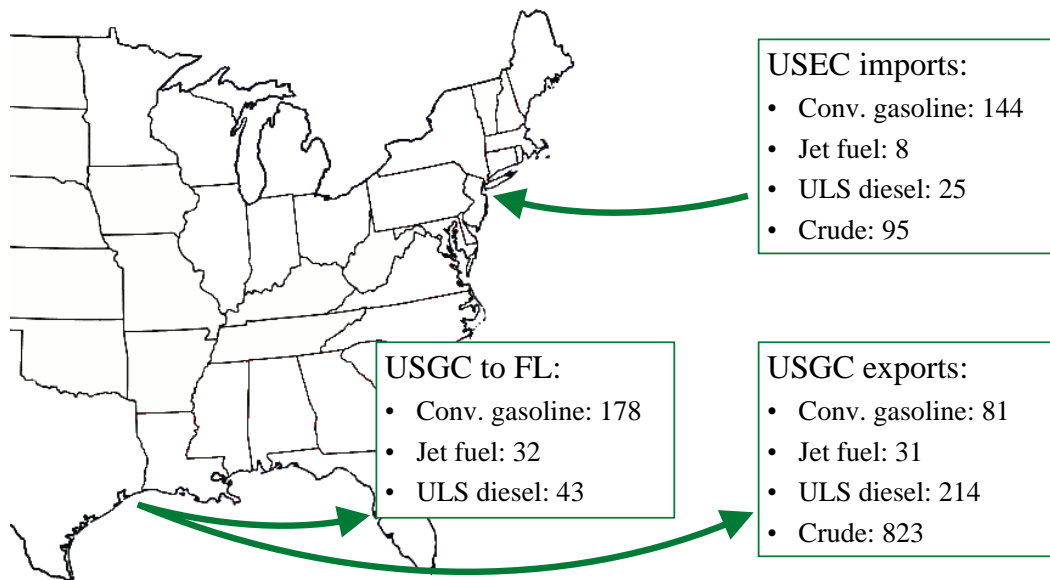 USEC imports:
• Conv. gasoline: 144
• Jet fuel: 8
• ULS diesel: 25
• Crude: 95
USGC to FL:
• Conv. gasoline: 178
• Jet fuel: 32
• ULS diesel: 43
USGC exports:
• Conv. gasoline: 81
• Jet fuel: 31
• ULS diesel: 214
• Crude: 823